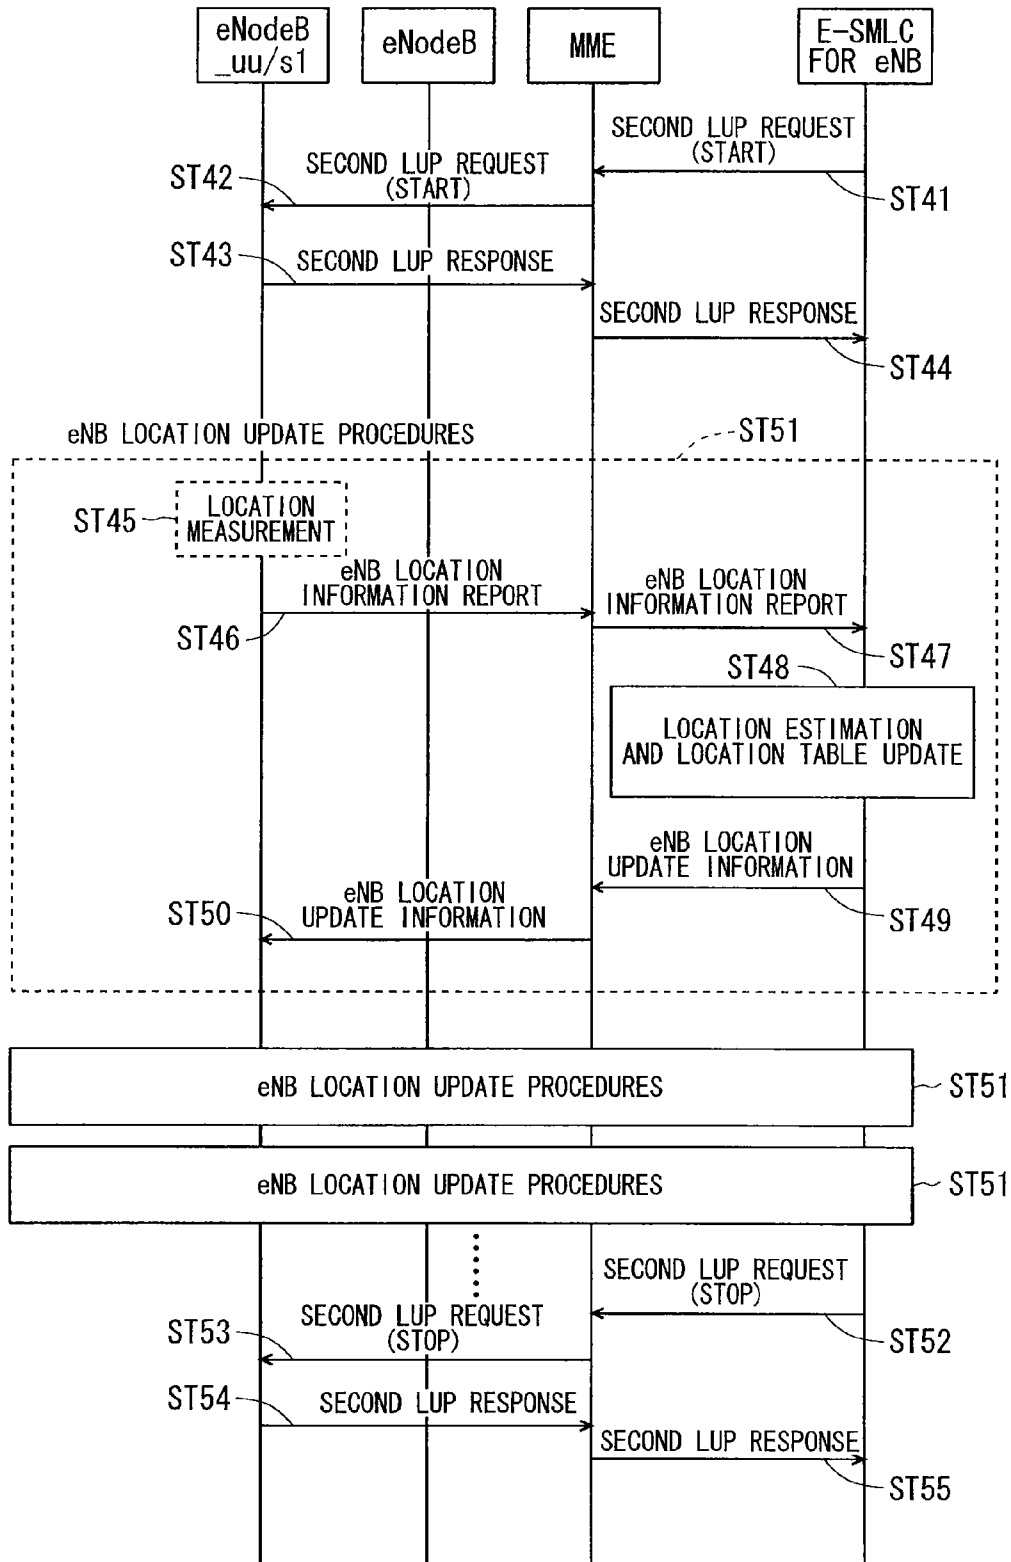 eNodeB
_uu/s1
eNodeB
MME
E-SMLC
FOR eNB
SECOND LUP REQUEST
(START)
ST41
SECOND LUP REQUEST
(START)
ST42
ST43
SECOND LUP RESPONSE
SECOND LUP RESPONSE
ST44
eNB LOCATION UPDATE PROCEDURES
ST51
ST45
LOCATION
MEASUREMENT
eNB LOCATION
INFORMATION REPORT
ST46
eNB LOCATION
INFORMATION REPORT
ST47
ST48
LOCATION ESTIMATION
AND LOCATION TABLE UPDATE
eNB LOCATION
UPDATE INFORMATION
ST49
eNB LOCATION
UPDATE INFORMATION
ST50
eNB LOCATION UPDATE PROCEDURES
ST51
eNB LOCATION UPDATE PROCEDURES
ST51
SECOND LUP REQUEST
(STOP)
ST52
SECOND LUP REQUEST
(STOP)
ST53
ST54
SECOND LUP RESPONSE
SECOND LUP RESPONSE
ST55